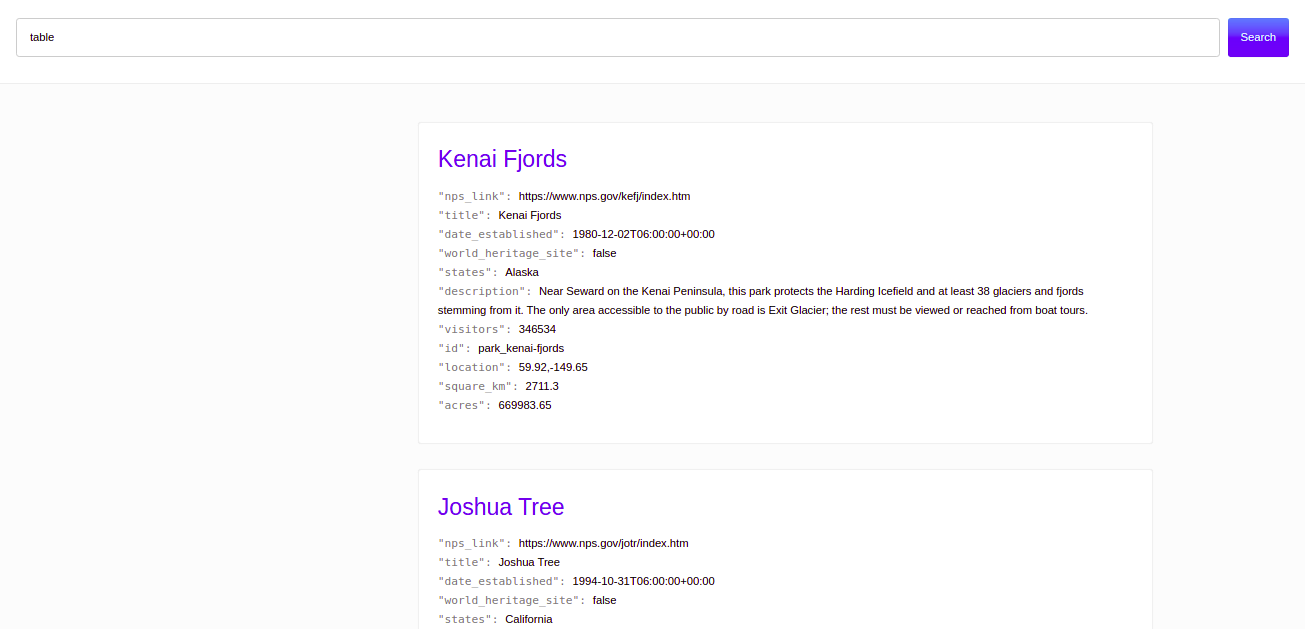 table
Search
Kenai Fjords
"nps_link": https://www.nps.gov/kefj/index.htm
"title": Kenai Fjords
"date_established": 1980-12-02T06:00:00+00:00
"world_heritage_site": false
"states": Alaska
"description": Near Seward on the Kenai Peninsula, this park protects the Harding Icefield and at least 38 glaciers and fjords
stemming from it. The only area accessible to the public by road is Exit Glacier; the rest must be viewed or reached from boat tours.
"visitors": 346534
"id": park_kenai-fjords
"location": 59.92,-149.65
"square_km": 2711.3
"acres": 669983.65
Joshua Tree
"nps_link": https://www.nps.gov/jotr/index.htm
"title": Joshua Tree
"date_established": 1994-10-31T06:00:00+00:00
"world_heritage_site": false
"states": California